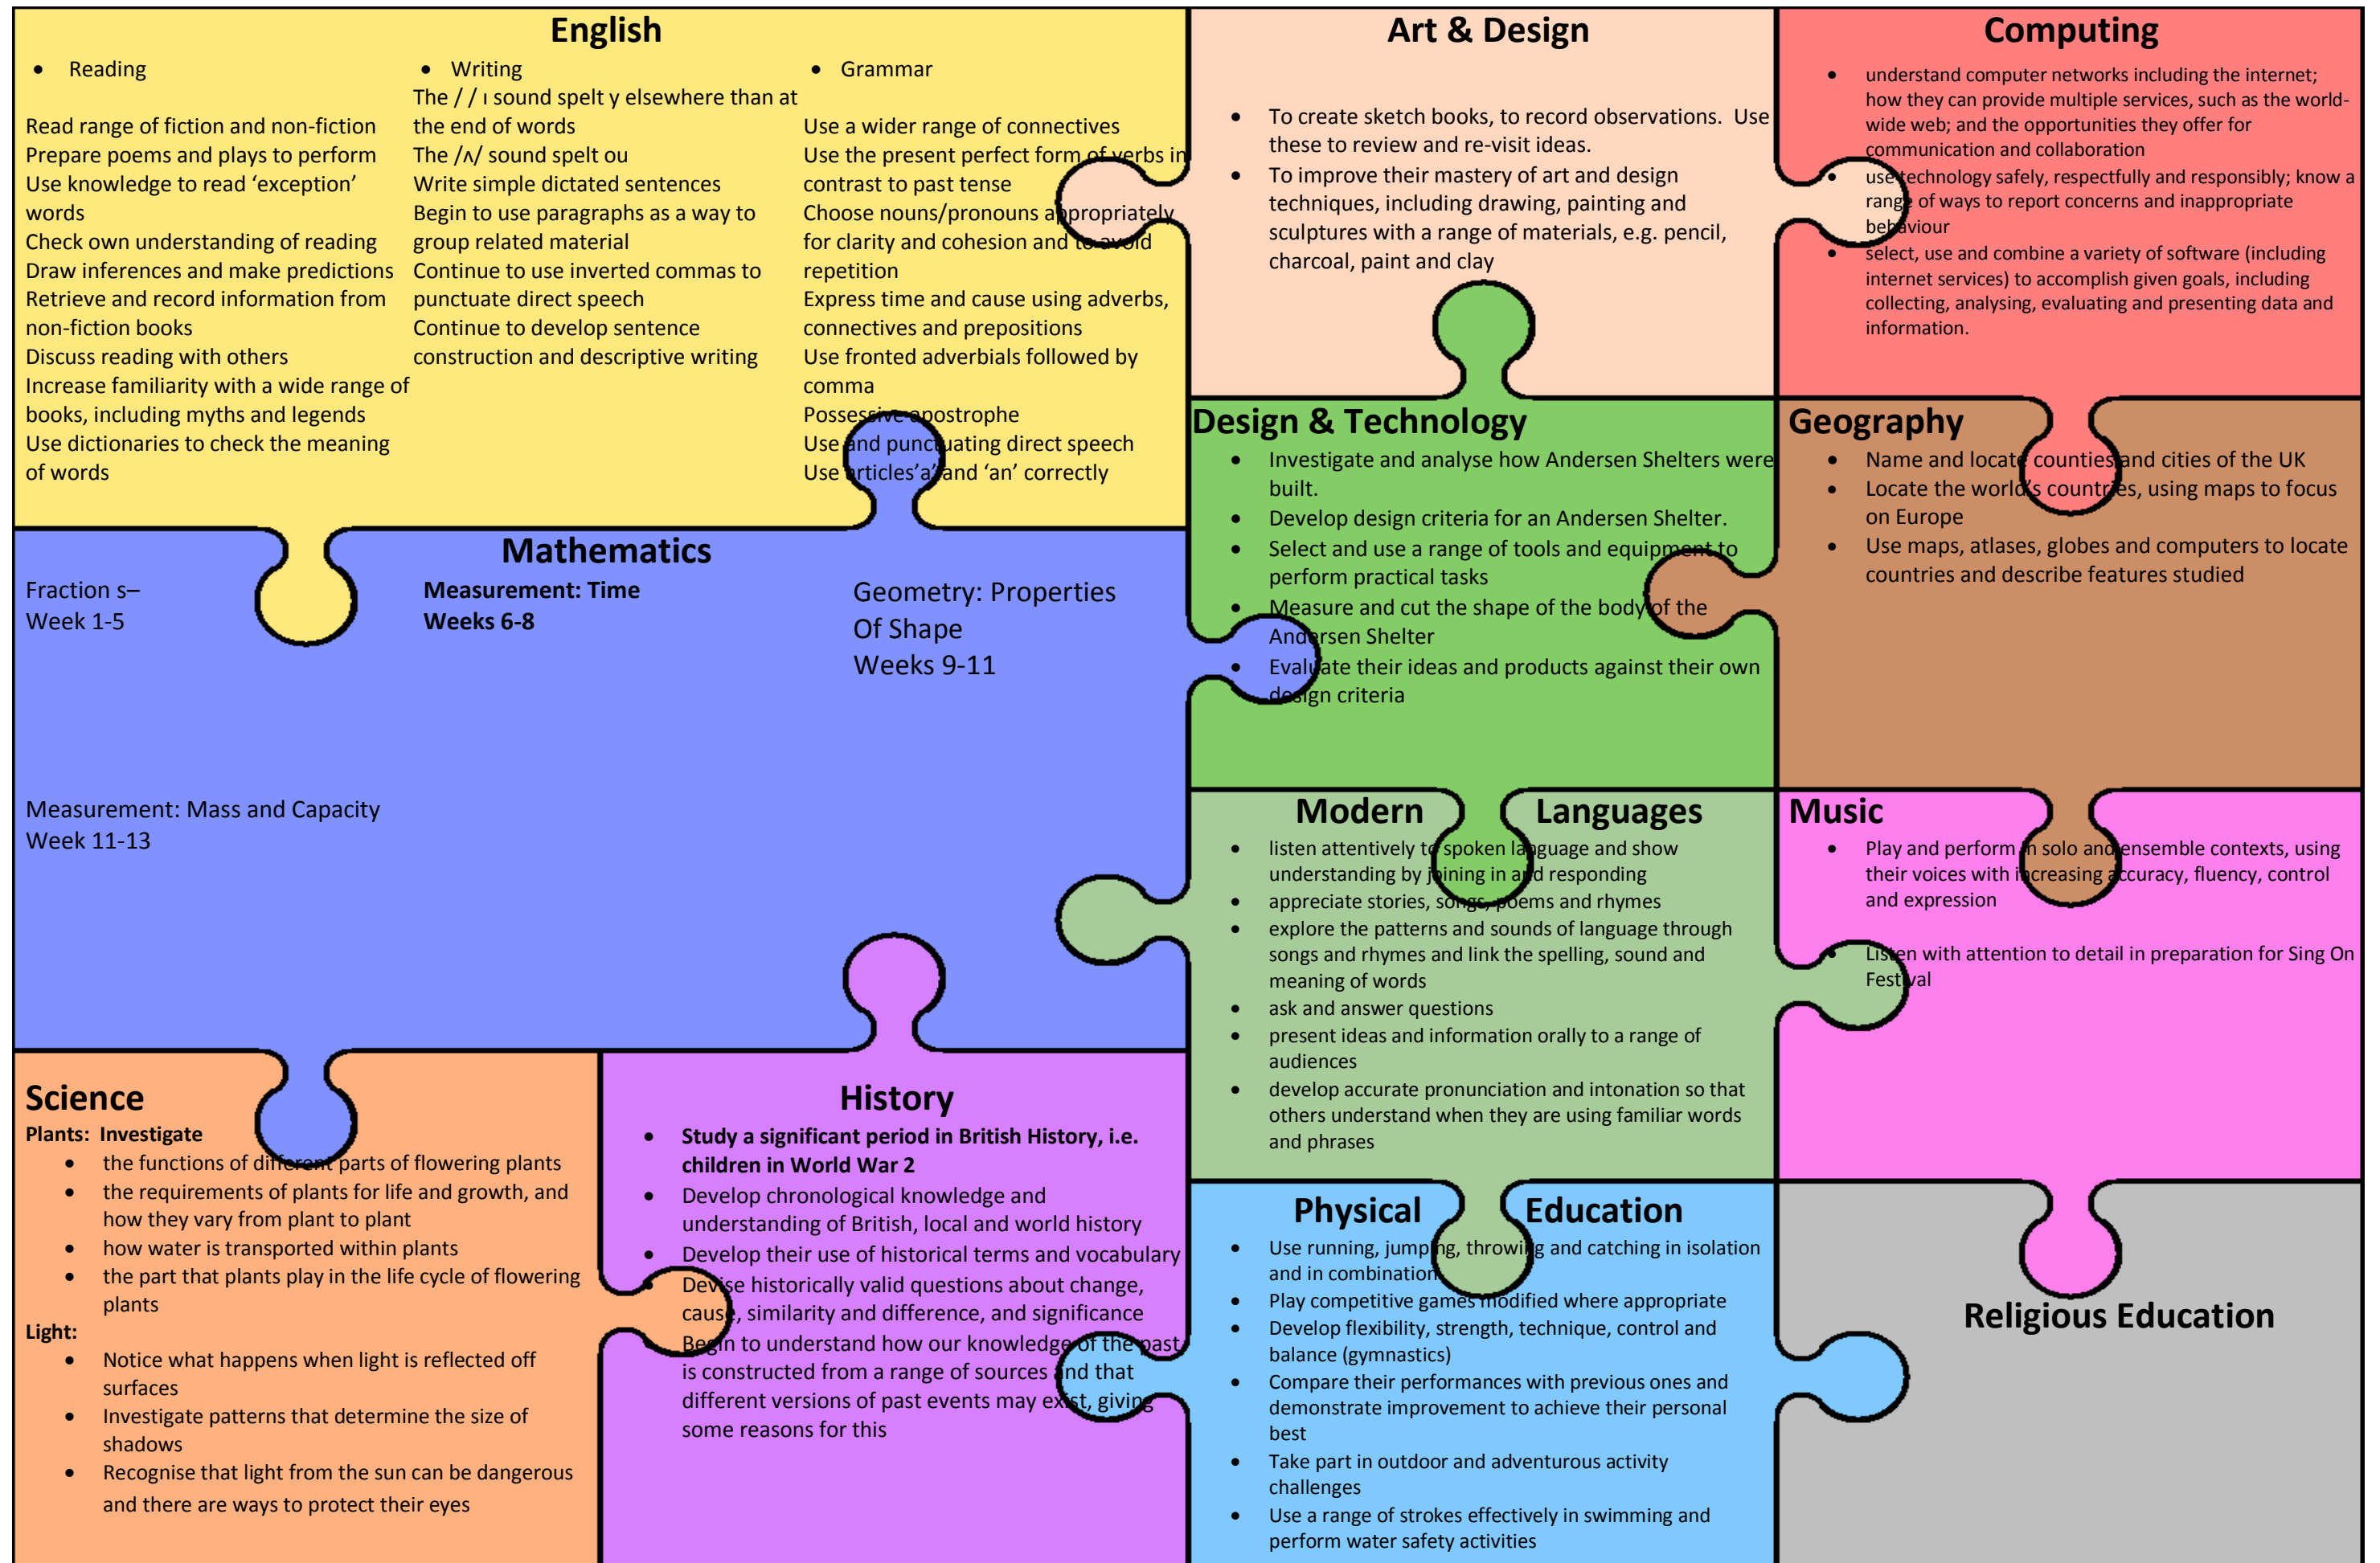 English
• Reading
Read range of fiction and non-fiction
Prepare poems and plays to perform
Use knowledge to read ‘exception’
words
Check own understanding of reading
Draw inferences and make predictions
Retrieve and record information from
non-fiction books
Discuss reading with others
Increase familiarity with a wide range of
books, including myths and legends
Use dictionaries to check the meaning
of words
• Writing
The / / ı sound spelt y elsewhere than at
the end of words
The /ʌ/ sound spelt ou
Write simple dictated sentences
Begin to use paragraphs as a way to
group related material
Continue to use inverted commas to
punctuate direct speech
Continue to develop sentence
construction and descriptive writing
• Grammar
Use a wider range of connectives
Use the present perfect form of verbs in
contrast to past tense
Choose nouns/pronouns appropriately
for clarity and cohesion and to avoid
repetition
Express time and cause using adverbs,
connectives and prepositions
Use fronted adverbials followed by
comma
Possessive apostrophe
Use and punctuating direct speech
Use articles’a’ and ‘an’ correctly
Art & Design
• To create sketch books, to record observations. Use
these to review and re-visit ideas.
• To improve their mastery of art and design
techniques, including drawing, painting and
sculptures with a range of materials, e.g. pencil,
charcoal, paint and clay
Computing
• understand computer networks including the internet;
how they can provide multiple services, such as the world-
wide web; and the opportunities they offer for
communication and collaboration
• use technology safely, respectfully and responsibly; know a
range of ways to report concerns and inappropriate
behaviour
• select, use and combine a variety of software (including
internet services) to accomplish given goals, including
collecting, analysing, evaluating and presenting data and
information.
Design & Technology
• Investigate and analyse how Andersen Shelters were
built.
• Develop design criteria for an Andersen Shelter.
• Select and use a range of tools and equipment to
perform practical tasks
• Measure and cut the shape of the body of the
Andersen Shelter
• Evaluate their ideas and products against their own
design criteria
Geography
• Name and locate counties and cities of the UK
• Locate the world’s countries, using maps to focus
on Europe
• Use maps, atlases, globes and computers to locate
countries and describe features studied
Mathematics
Fraction s–
Week 1-5
Measurement: Time
Weeks 6-8
Geometry: Properties
Of Shape
Weeks 9-11
Measurement: Mass and Capacity
Week 11-13
Modern Languages
• listen attentively to spoken language and show
understanding by joining in and responding
• appreciate stories, songs, poems and rhymes
• explore the patterns and sounds of language through
songs and rhymes and link the spelling, sound and
meaning of words
• ask and answer questions
• present ideas and information orally to a range of
audiences
• develop accurate pronunciation and intonation so that
others understand when they are using familiar words
and phrases
Music
• Play and perform in solo and ensemble contexts, using
their voices with increasing accuracy, fluency, control
and expression
• Listen with attention to detail in preparation for Sing On
Festival
Science
Plants: Investigate
• the functions of different parts of flowering plants
• the requirements of plants for life and growth, and
how they vary from plant to plant
• how water is transported within plants
• the part that plants play in the life cycle of flowering
plants
Light:
• Notice what happens when light is reflected off
surfaces
• Investigate patterns that determine the size of
shadows
• Recognise that light from the sun can be dangerous
and there are ways to protect their eyes
History
• Study a significant period in British History, i.e.
children in World War 2
• Develop chronological knowledge and
understanding of British, local and world history
• Develop their use of historical terms and vocabulary
• Devise historically valid questions about change,
cause, similarity and difference, and significance
Begin to understand how our knowledge of the past
is constructed from a range of sources and that
different versions of past events may exist, giving
some reasons for this
Physical Education
• Use running, jumping, throwing and catching in isolation
and in combination
• Play competitive games modified where appropriate
• Develop flexibility, strength, technique, control and
balance (gymnastics)
• Compare their performances with previous ones and
demonstrate improvement to achieve their personal
best
• Take part in outdoor and adventurous activity
challenges
• Use a range of strokes effectively in swimming and
perform water safety activities
Religious Education